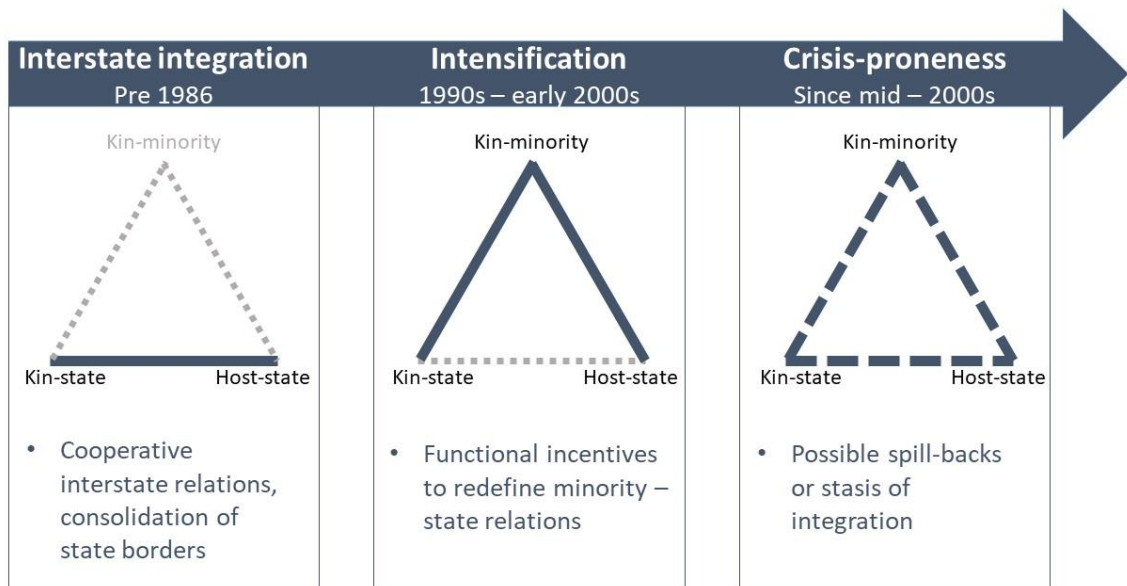 Interstate integration
Pre 1986
Kin-minority
Kin-state
Host-state
• Cooperative
interstate relations,
consolidation of
state borders
Intensification
1990s – early 2000s
Kin-minority
Kin-state
Host-state
• Functional incentives
to redefine minority –
state relations
Crisis-proneness
Since mid – 2000s
Kin-minority
Kin-state
Host-state
• Possible spill-backs
or stasis of
integration